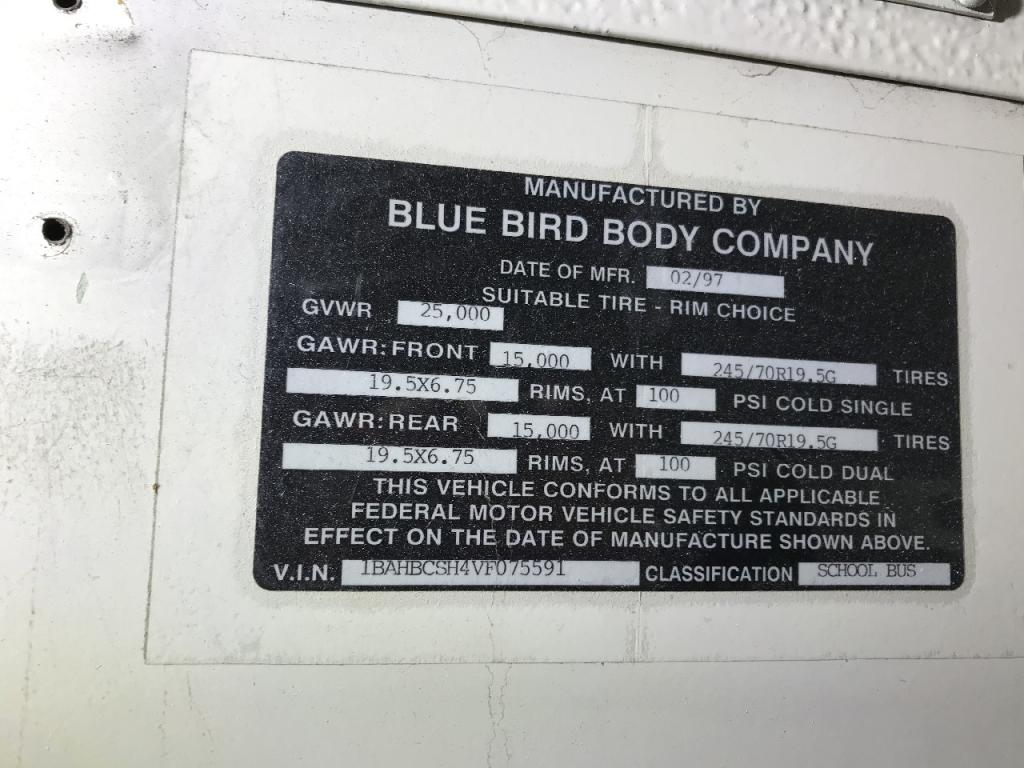 MANUFACTURED BY
BLUE BIRD BODY COMPANY
DATE OF MFR. 02/97
SUITABLE TIRE - RIM CHOICE
GVWR 25,000
GAWR: FRONT 15,000 WITH 245/70R19.5G TIRES
19.5X6.75 RIMS, AT 100 PSI COLD SINGLE
GAWR: REAR 15,000 WITH 245/70R19.5G TIRES
19.5X6.75 RIMS, AT 100 PSI COLD DUAL
THIS VEHICLE CONFORMS TO ALL APPLICABLE
FEDERAL MOTOR VEHICLE SAFETY STANDARDS IN
EFFECT ON THE DATE OF MANUFACTURE SHOWN ABOVE.
V.I.N. 1BAHBCSH4VF075591 CLASSIFICATION SCHOOL BUS